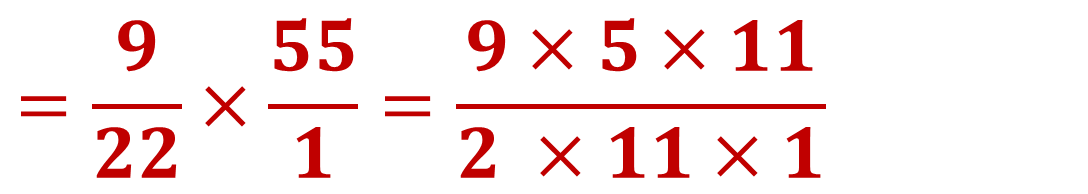 = 9/22 × 55/1 = (9 × 5 × 11)/(2 × 11 × 1)